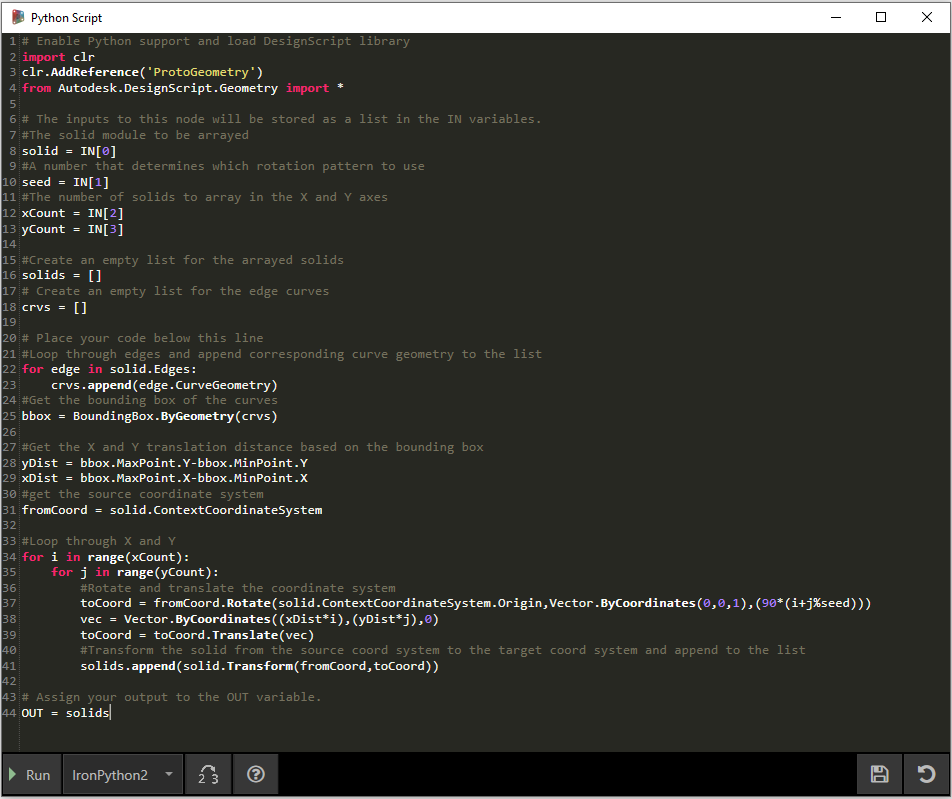 Python Script
1 # Enable Python support and load DesignScript library
2 import clr
3 clr.AddReference('ProtoGeometry')
4 from Autodesk.DesignScript.Geometry import *
5
6 # The inputs to this node will be stored as a list in the IN variables.
7 #The solid module to be arrayed
8 solid = IN[0]
9 #A number that determines which rotation pattern to use
10 seed = IN[1]
11 #The number of solids to array in the X and Y axes
12 xCount = IN[2]
13 yCount = IN[3]
14
15 #Create an empty list for the arrayed solids
16 solids = []
17 # Create an empty list for the edge curves
18 crvs = []
19
20 # Place your code below this line
21 #Loop through edges and append corresponding curve geometry to the list
22 for edge in solid.Edges:
23     crvs.append(edge.CurveGeometry)
24 #Get the bounding box of the curves
25 bbox = BoundingBox.ByGeometry(crvs)
26
27 #Get the X and Y translation distance based on the bounding box
28 yDist = bbox.MaxPoint.Y-bbox.MinPoint.Y
29 xDist = bbox.MaxPoint.X-bbox.MinPoint.X
30 #get the source coordinate system
31 fromCoord = solid.ContextCoordinateSystem
32
33 #Loop through X and Y
34 for i in range(xCount):
35     for j in range(yCount):
36         #Rotate and translate the coordinate system
37         toCoord = fromCoord.Rotate(solid.ContextCoordinateSystem.Origin,Vector.ByCoordinates(0,0,1),(90*(i+j%seed)))
38         vec = Vector.ByCoordinates((xDist*i),(yDist*j),0)
39         toCoord = toCoord.Translate(vec)
40         #Transform the solid from the source coord system to the target coord system and append to the list
41         solids.append(solid.Transform(fromCoord,toCoord))
42
43 # Assign your output to the OUT variable.
44 OUT = solids
Run IronPython2 2 3 ?